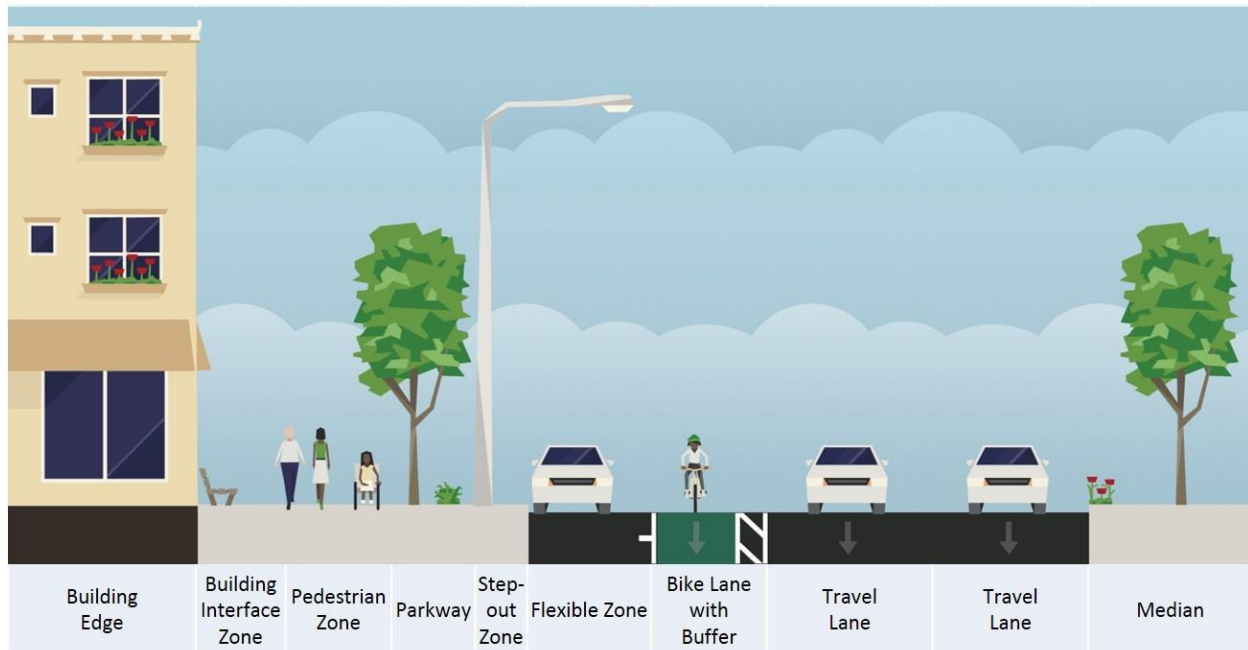 Building
Edge
Building
Interface
Zone
Pedestrian
Zone
Parkway
Step-
out
Zone
Flexible Zone
Bike Lane
with
Buffer
Travel
Lane
Travel
Lane
Median